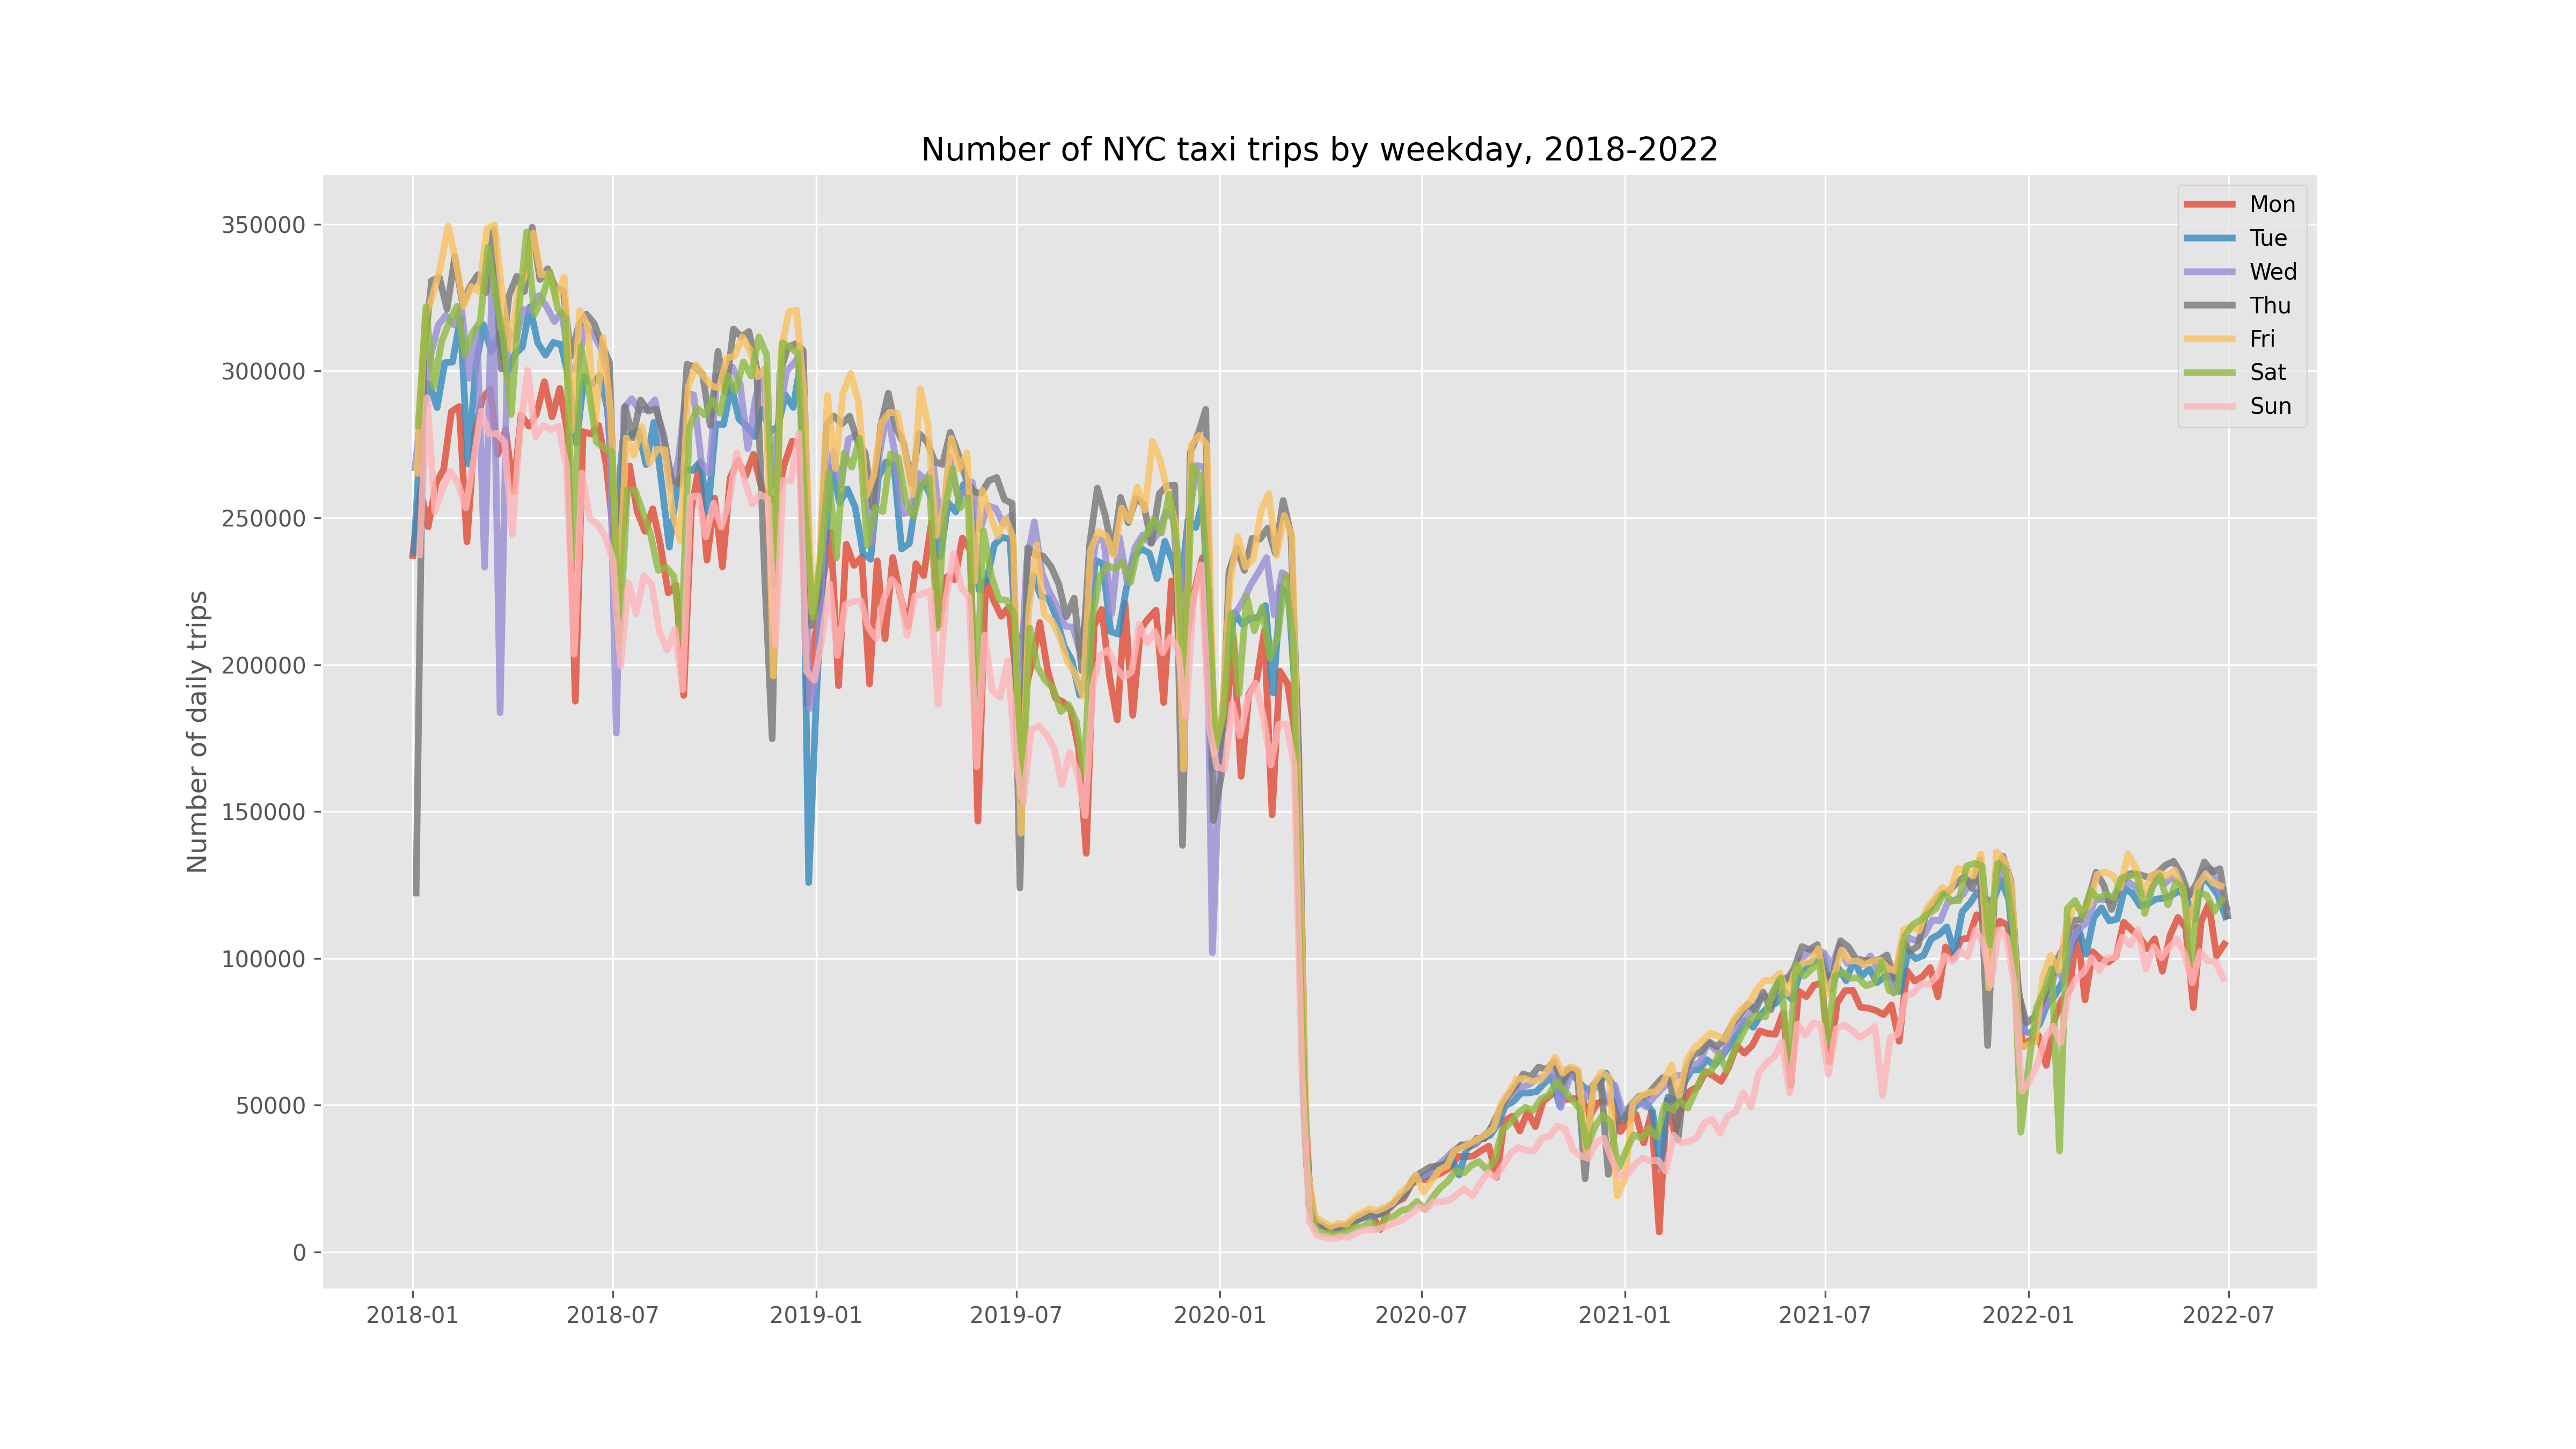 Number of NYC taxi trips by weekday, 2018-2022
Number of daily trips
350000
300000
250000
200000
150000
100000
50000
0
Mon
Tue
Wed
Thu
Fri
Sat
Sun
2018-01 2018-07 2019-01 2019-07 2020-01 2020-07 2021-01 2021-07 2022-01 2022-07